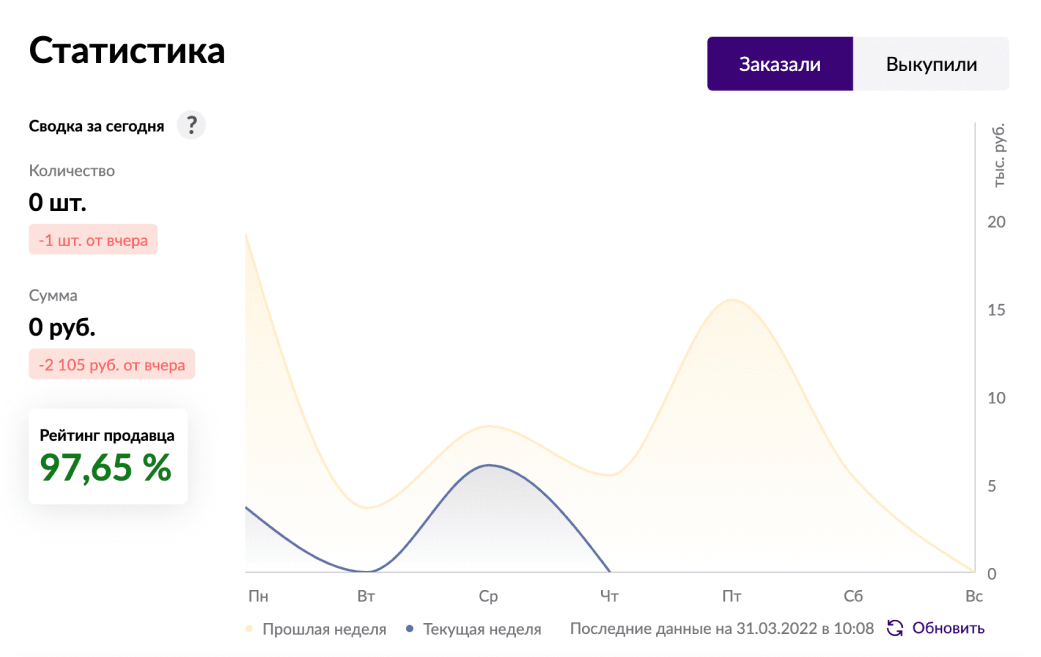 Статистика
Заказали
Выкупили
Сводка за сегодня ?
Количество
0 шт.
-1 шт. от вчера
Сумма
0 руб.
-2 105 руб. от вчера
Рейтинг продавца
97,65 %
тыс. руб.
20
15
10
5
0
Пн Вт Ср Чт Пт Сб Вс
Прошлая неделя Текущая неделя Последние данные на 31.03.2022 в 10:08 Обновить